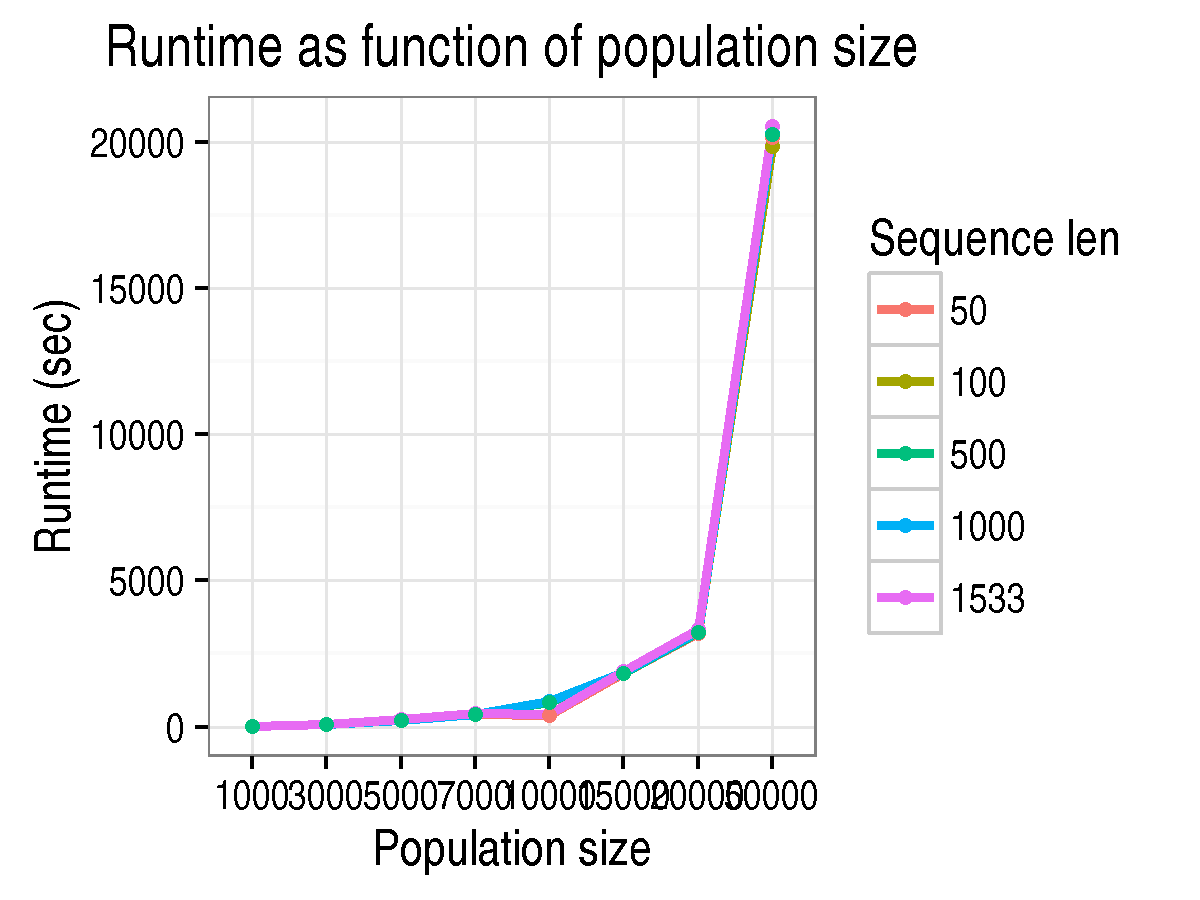 Runtime as function of population size
20000
15000
10000
5000
0
Runtime (sec)
1000 3000 5000 7000 10000 15000 20000 50000
Population size
Sequence len
50
100
500
1000
1533